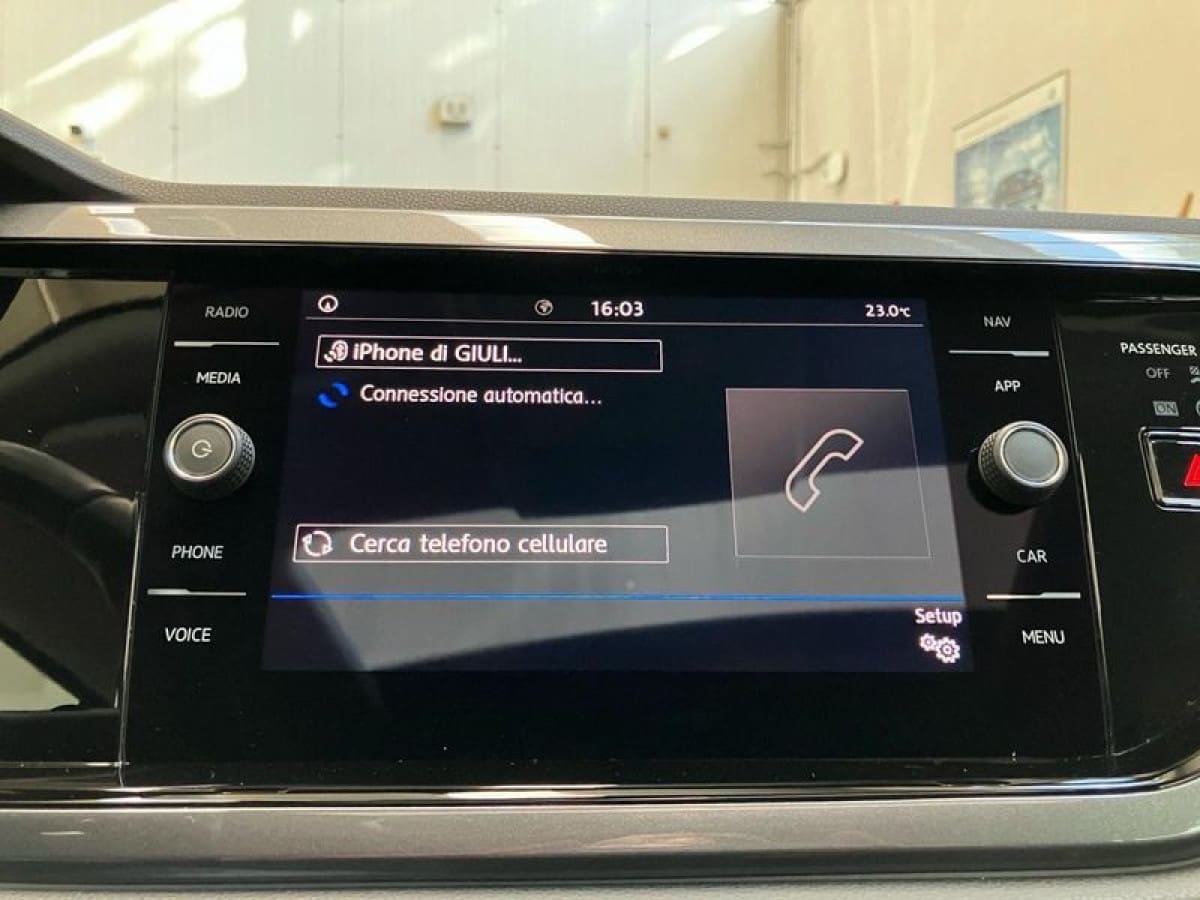 RADIO
MEDIA
PHONE
VOICE
16:03
23.0°C
iPhone di GIULI...
Connessione automatica...
Cerca telefono cellulare
Setup
NAV
APP
CAR
MENU
PASSENGER
OFF
ON